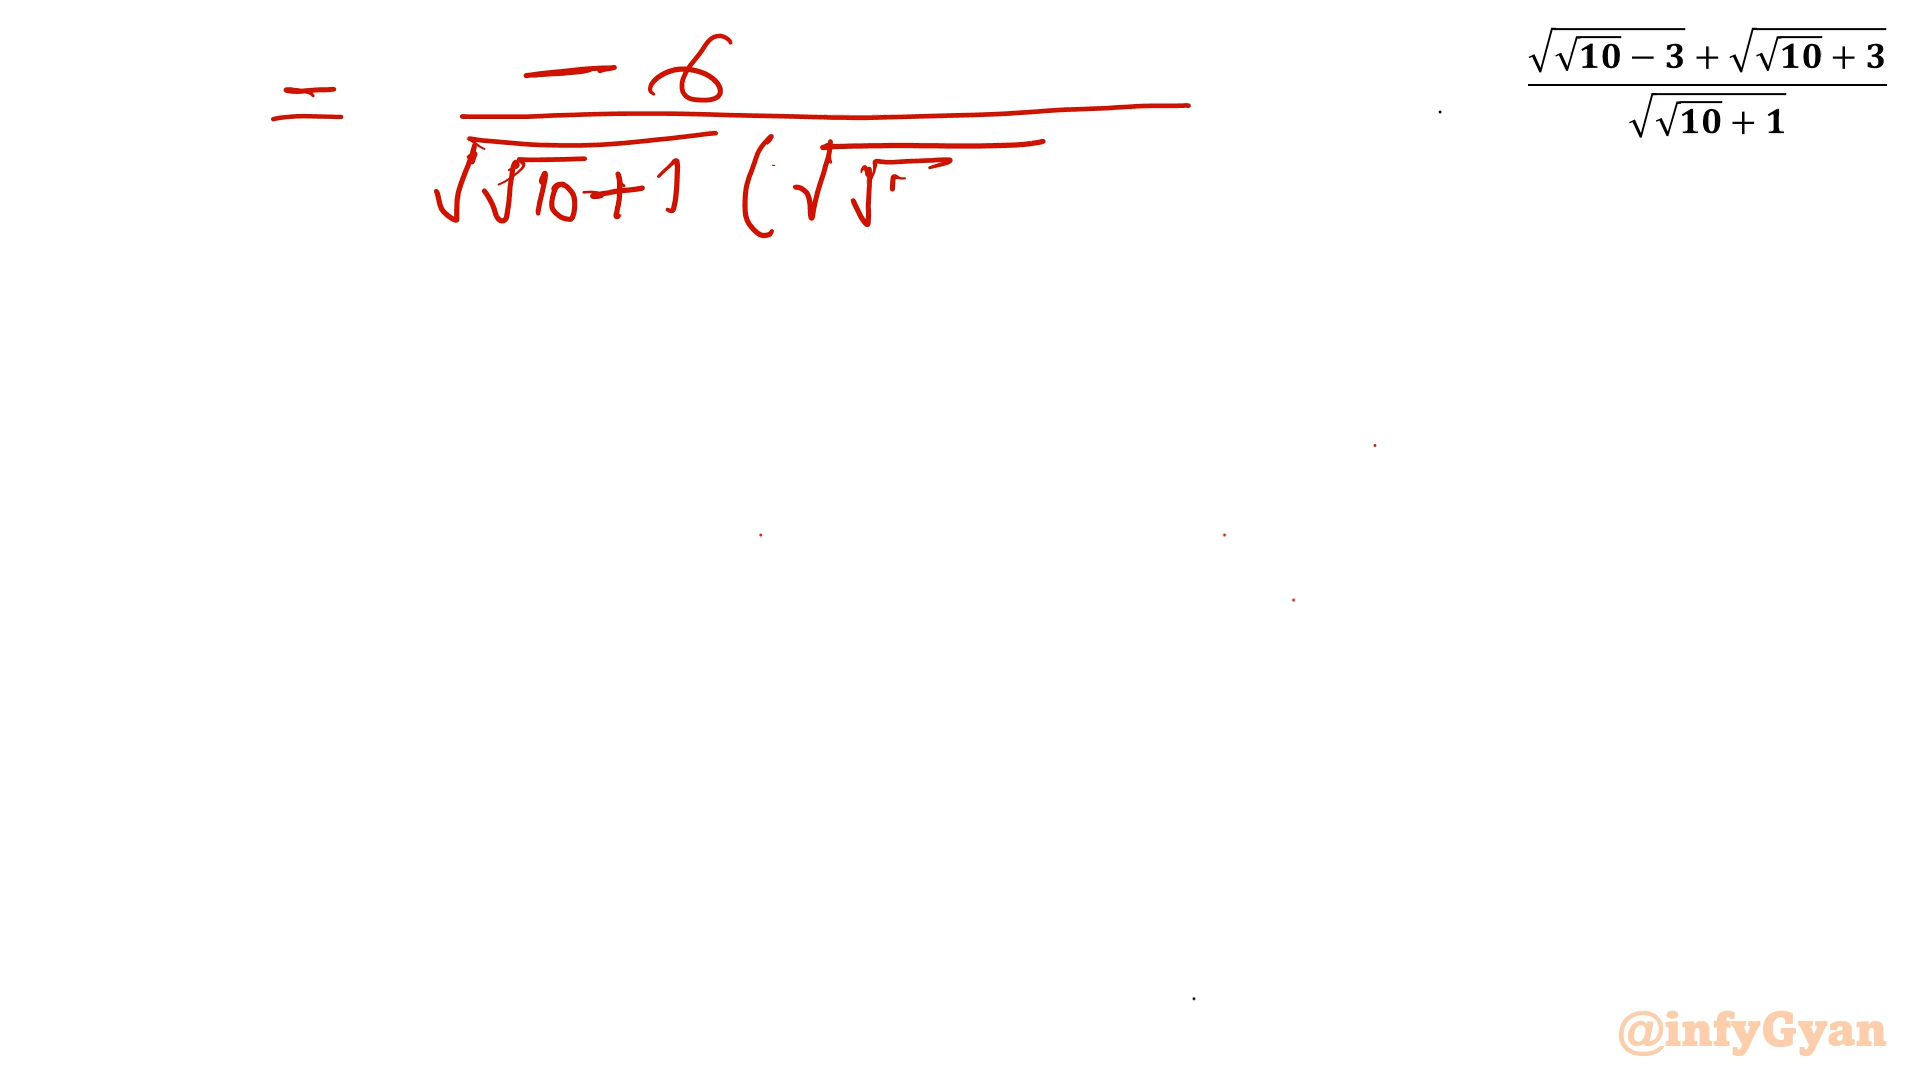 = −6 / √(√10 + 1) (√(√
(√(√10 − 3) + √(√10 + 3)) / √(√10 + 1)
@infyGyan